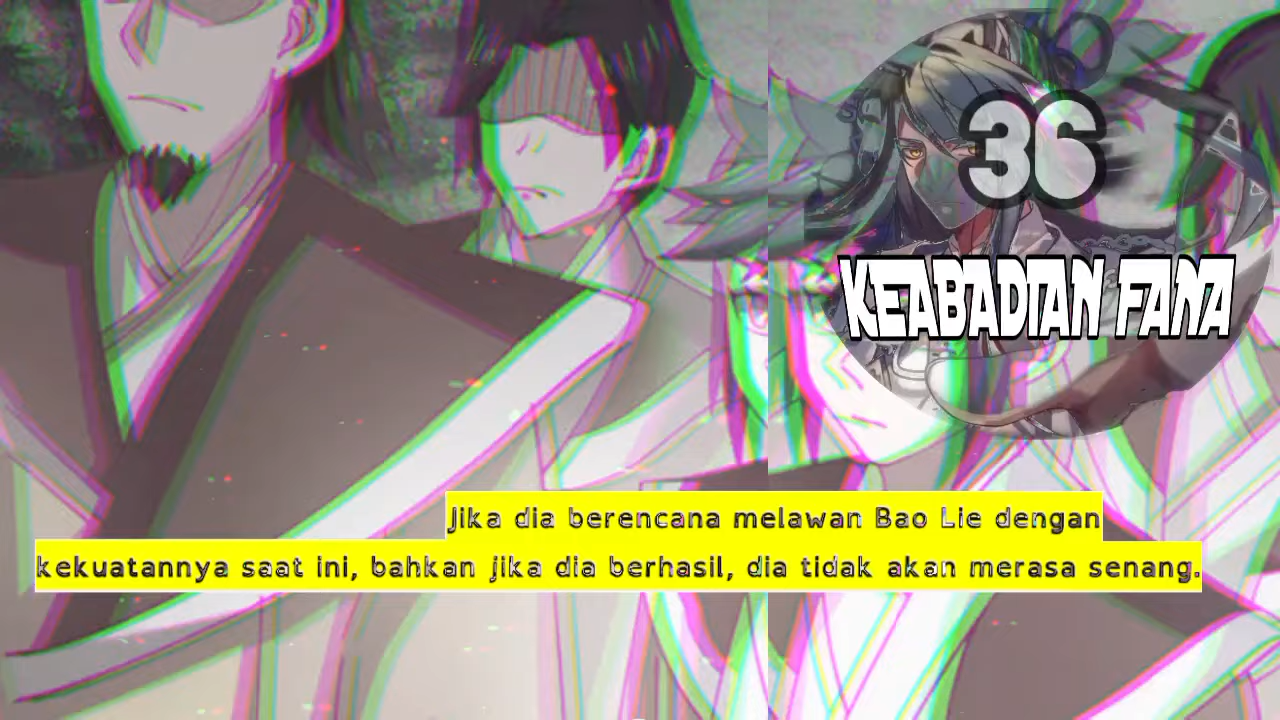 36
KEABADIAN FANA
Jika dia berencana melawan Bao Lie dengan
kekuatannya saat ini, bahkan jika dia berhasil, dia tidak akan merasa senang.